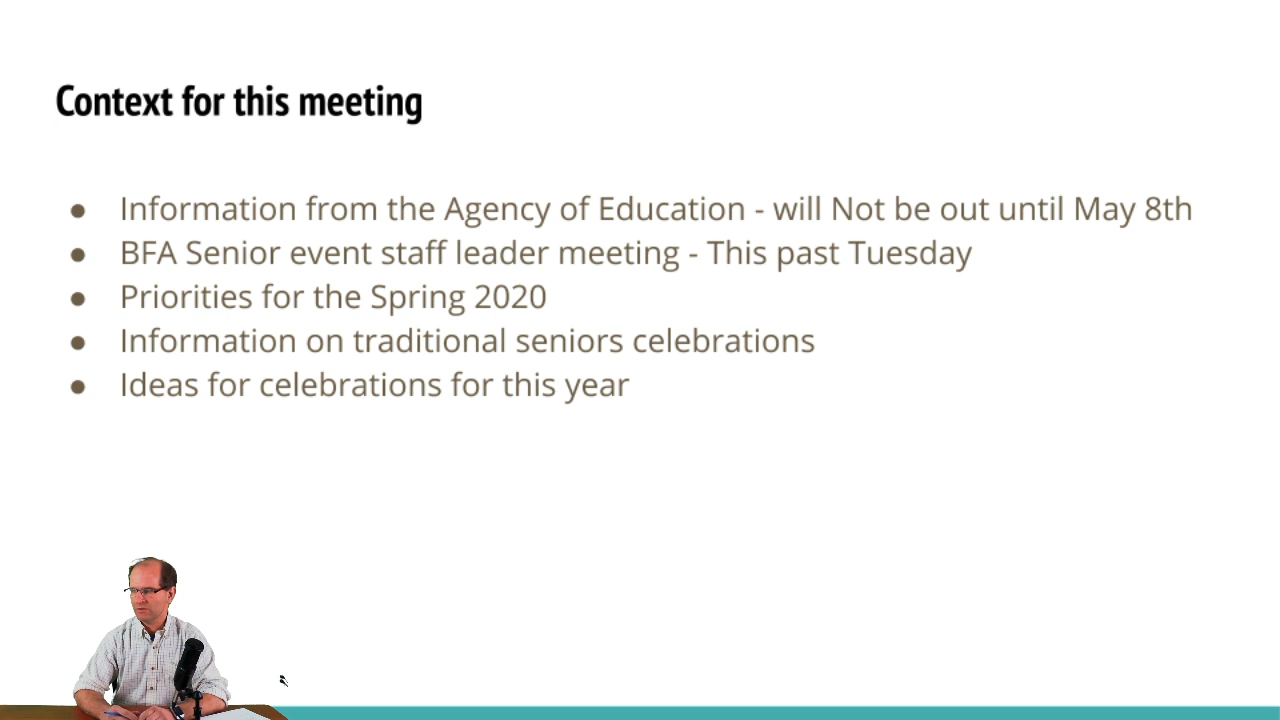 Context for this meeting
● Information from the Agency of Education - will Not be out until May 8th
● BFA Senior event staff leader meeting - This past Tuesday
● Priorities for the Spring 2020
● Information on traditional seniors celebrations
● Ideas for celebrations for this year